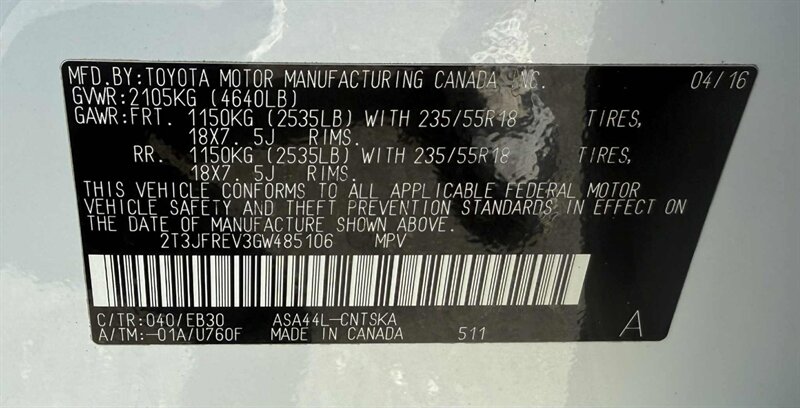 MFD.BY:TOYOTA MOTOR MANUFACTURING CANADA INC. 04/16
GVWR:2105KG (4640LB)
GAWR:FRT. 1150KG (2535LB) WITH 235/55R18 TIRES,
18X7. 5J RIMS.
RR. 1150KG (2535LB) WITH 235/55R18 TIRES,
18X7. 5J RIMS.
THIS VEHICLE CONFORMS TO ALL APPLICABLE FEDERAL MOTOR
VEHICLE SAFETY AND THEFT PREVENTION STANDARDS IN EFFECT ON
THE DATE OF MANUFACTURE SHOWN ABOVE.
2T3JFREV3GW485106 MPV
C/TR:040/EB30 ASA44L-CNTSKA
A/TM:-01A/U760F MADE IN CANADA 511 A